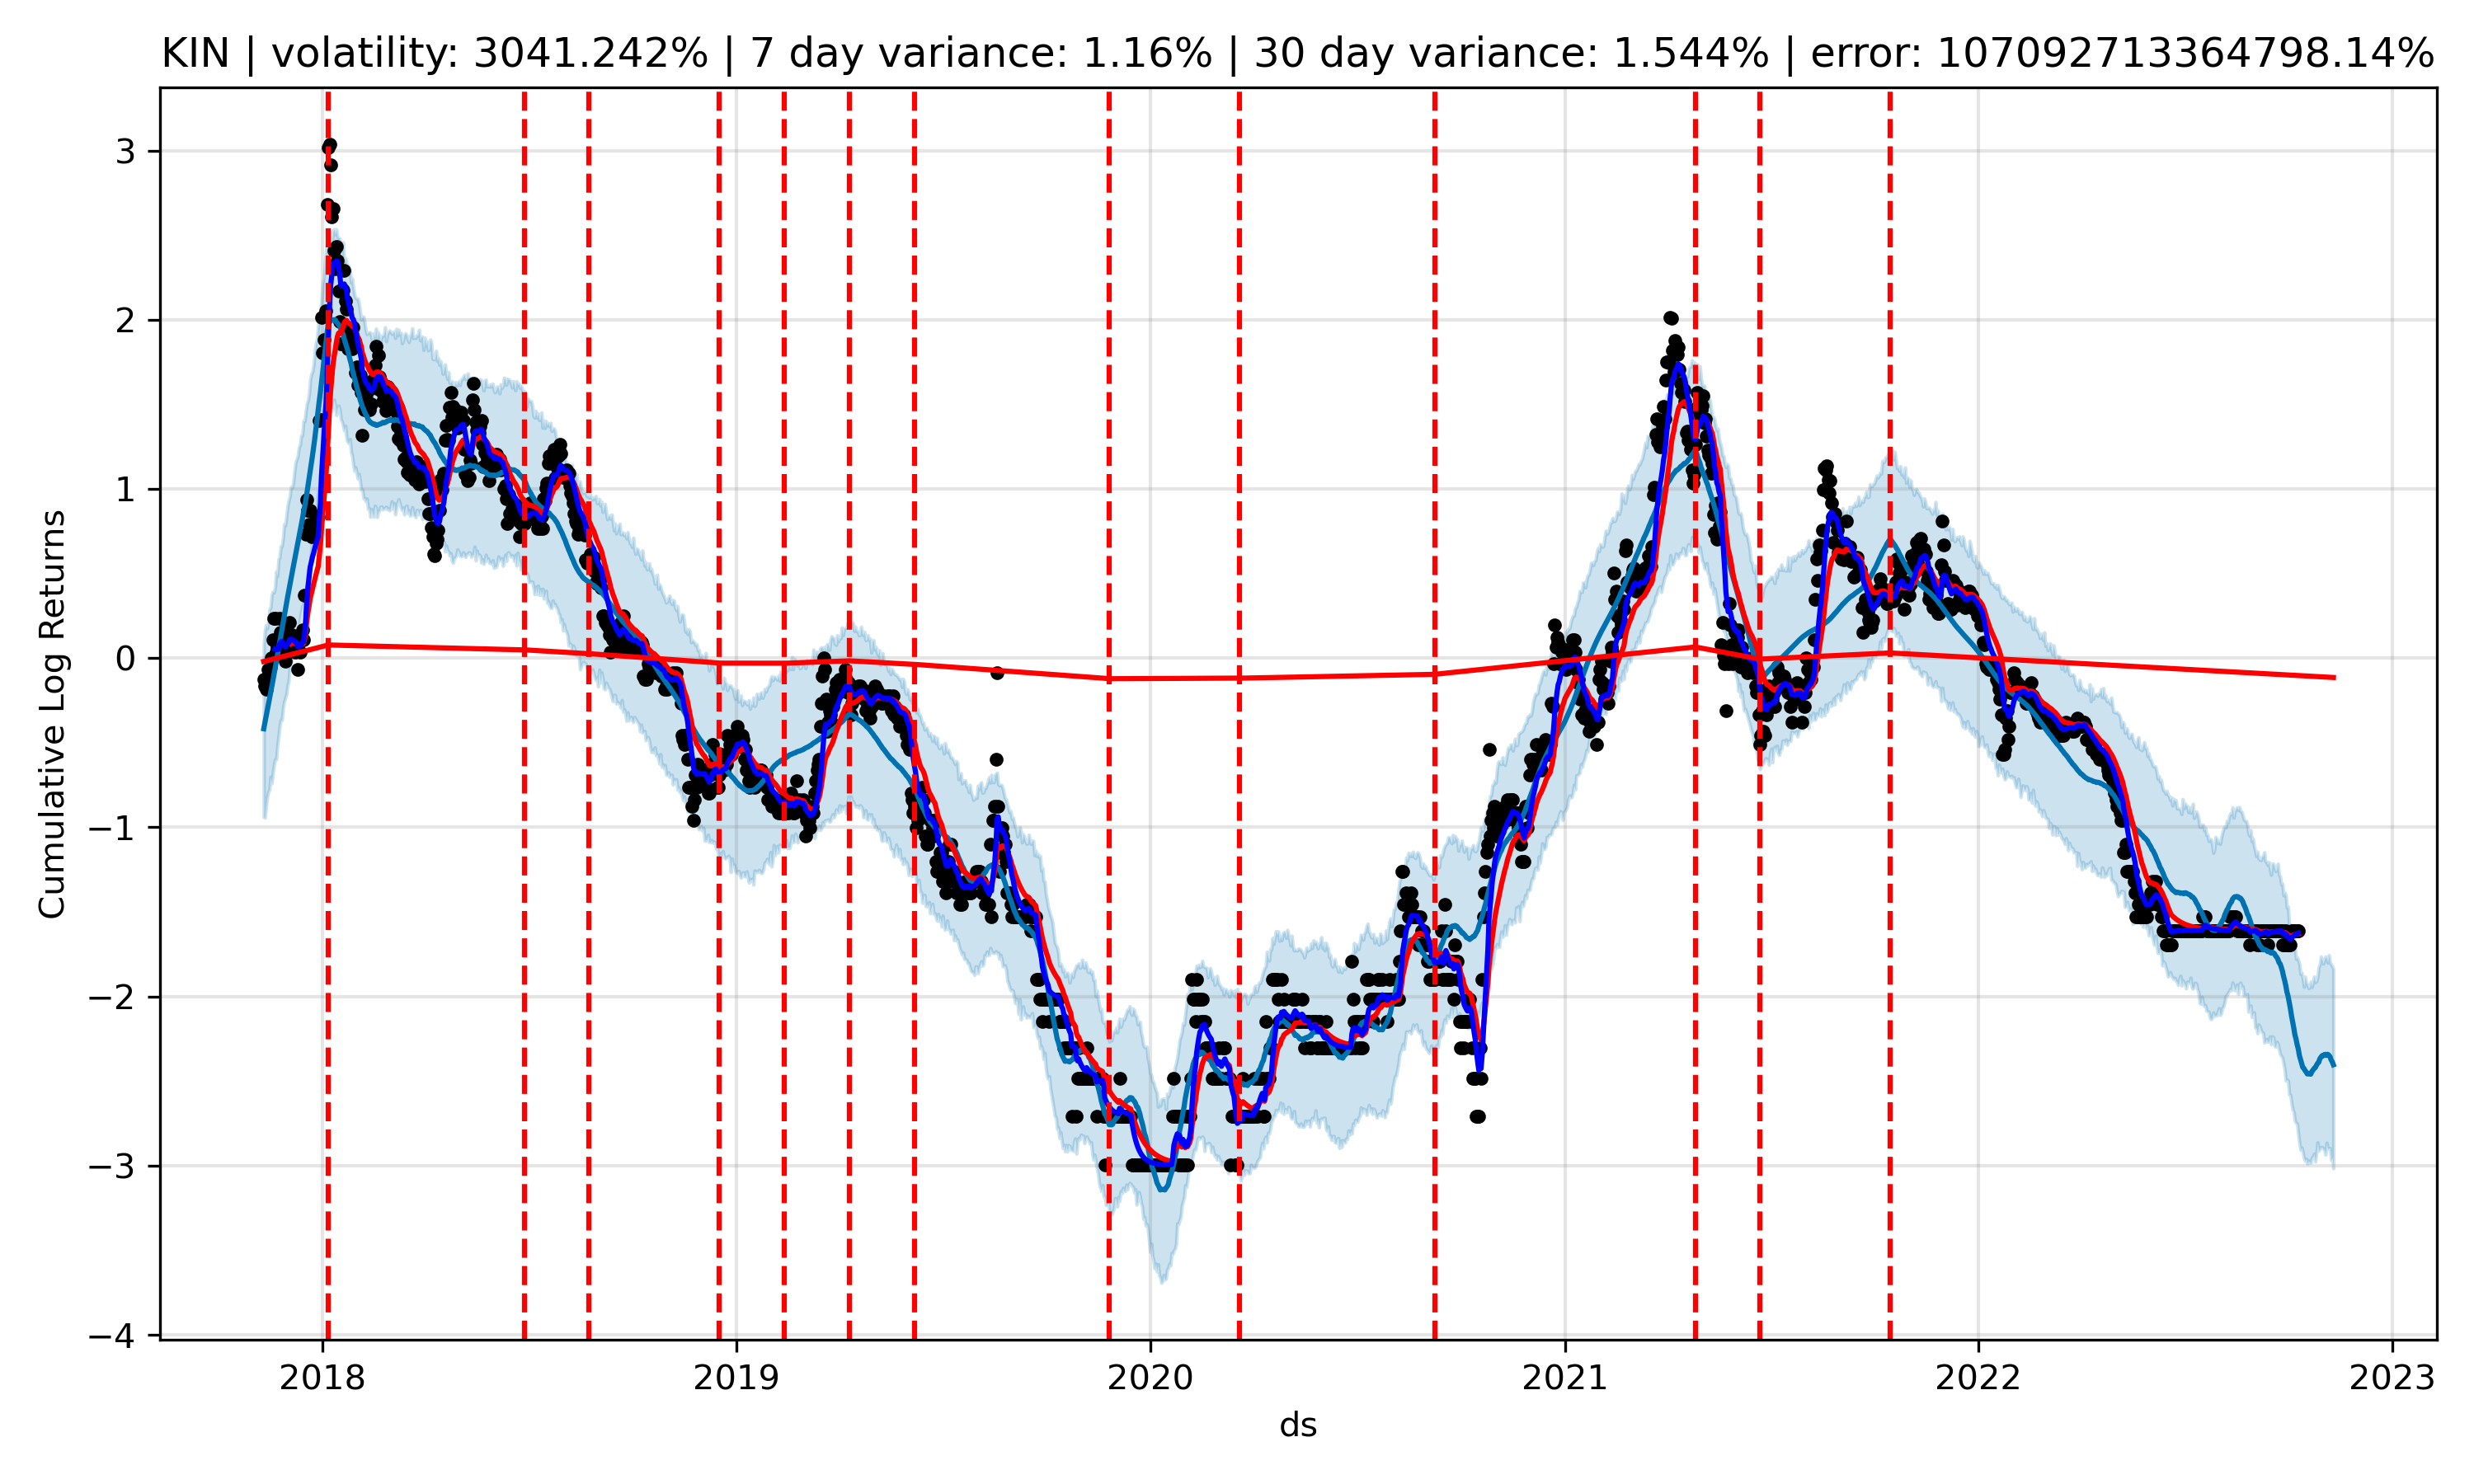 KIN | volatility: 3041.242% | 7 day variance: 1.16% | 30 day variance: 1.544% | error: 107092713364798.14%
Cumulative Log Returns
3
2
1
0
−1
−2
−3
−4
2018 2019 2020 2021 2022 2023
ds